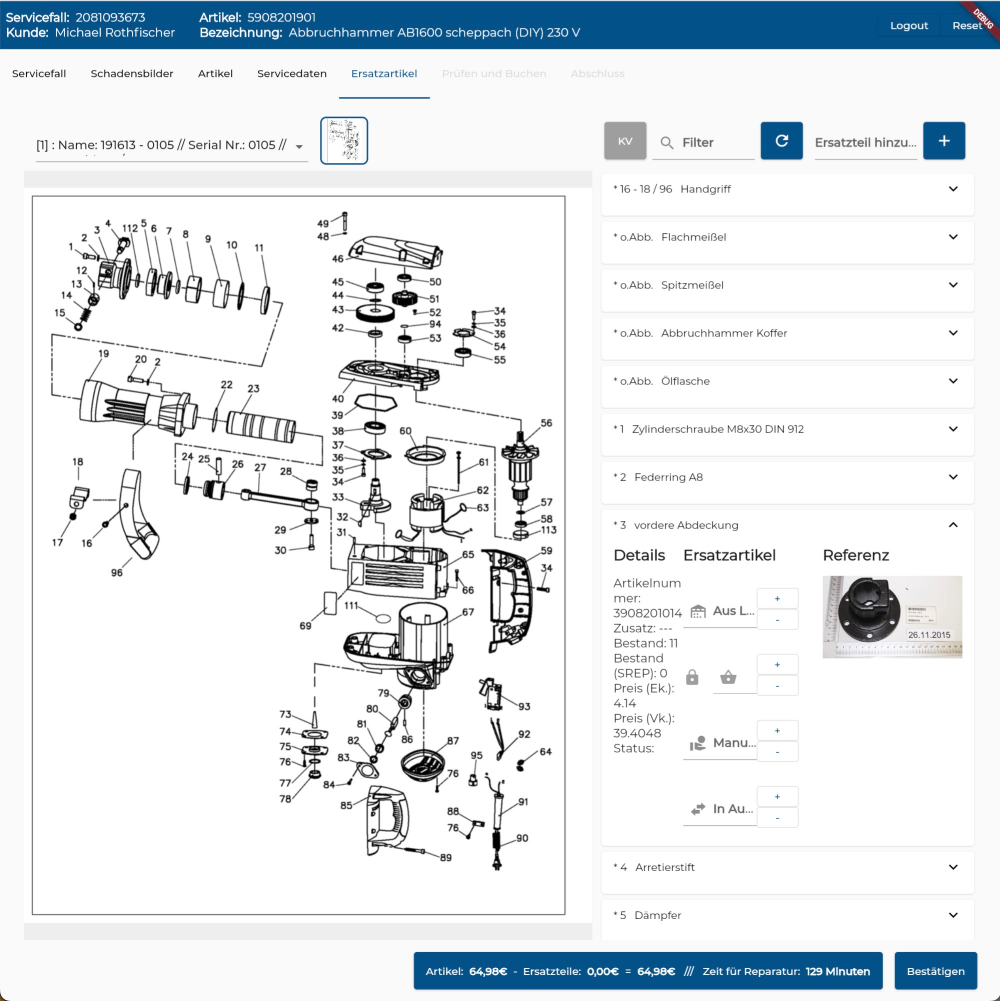 Servicefall: 2081093673
Kunde: Michael Rothfischer
Artikel: 5908201901
Bezeichnung: Abbruchhammer AB1600 scheppach (DIY) 230 V
Logout
Reset
DEBUG
Servicefall
Schadensbilder
Artikel
Servicedaten
Ersatzartikel
Prüfen und Buchen
Abschluss
[1] : Name: 191613 - 0105 // Serial Nr.: 0105 //
KV
Filter
Ersatzteil hinzu...
+
1
2
3
4
112
5
6
7
8
9
10
11
12
13
14
15
49
48
46
45
44
43
42
50
51
52
94
53
34
35
36
54
55
19
20
2
22
23
40
39
38
37
36
35
34
33
32
31
60
61
62
63
56
57
58
113
59
34
18
17
16
96
24
25
26
27
28
29
30
65
66
67
69
111
73
74
75
76
77
78
79
80
81
82
83
84
85
86
87
76
88
76
89
93
92
64
95
91
90
* 16 - 18 / 96 Handgriff
* o.Abb. Flachmeißel
* o.Abb. Spitzmeißel
* o.Abb. Abbruchhammer Koffer
* o.Abb. Ölflasche
* 1 Zylinderschraube M8x30 DIN 912
* 2 Federring A8
* 3 vordere Abdeckung
Details
Artikelnum
mer:
3908201014
Zusatz: ---
Bestand: 11
Bestand
(SREP): 0
Preis (Ek.):
4.14
Preis (Vk.):
39.4048
Status:
Ersatzartikel
Aus L...
+
-
+
-
Manu...
+
-
In Au...
+
-
Referenz
26.11.2015
* 4 Arretierstift
* 5 Dämpfer
Artikel: 64,98€ - Ersatzteile: 0,00€ = 64,98€ /// Zeit für Reparatur: 129 Minuten
Bestätigen